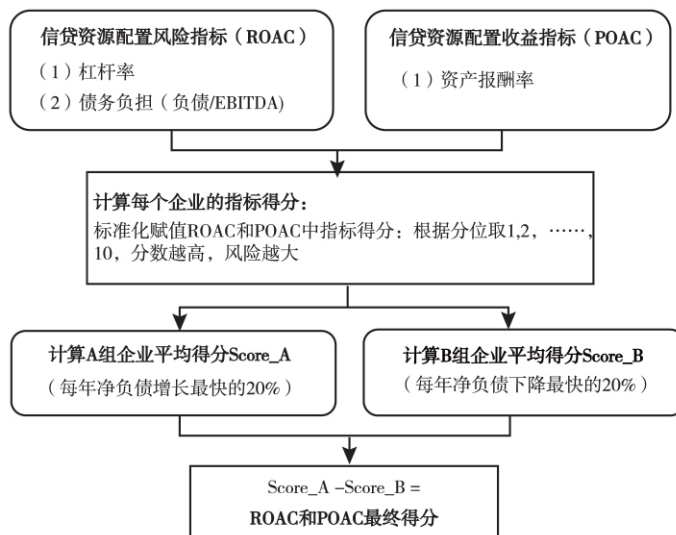 信贷资源配置风险指标（ROAC）
（1）杠杆率
（2）债务负担（负债/EBITDA)
信贷资源配置收益指标（POAC）
（1）资产报酬率
计算每个企业的指标得分：
标准化赋值ROAC和POAC中指标得分：根据分位取1,2，……，
10，分数越高，风险越大
计算A组企业平均得分Score_A
（每年净负债增长最快的20%）
计算B组企业平均得分Score_B
（每年净负债下降最快的20%）
Score_A –Score_B =
ROAC和POAC最终得分